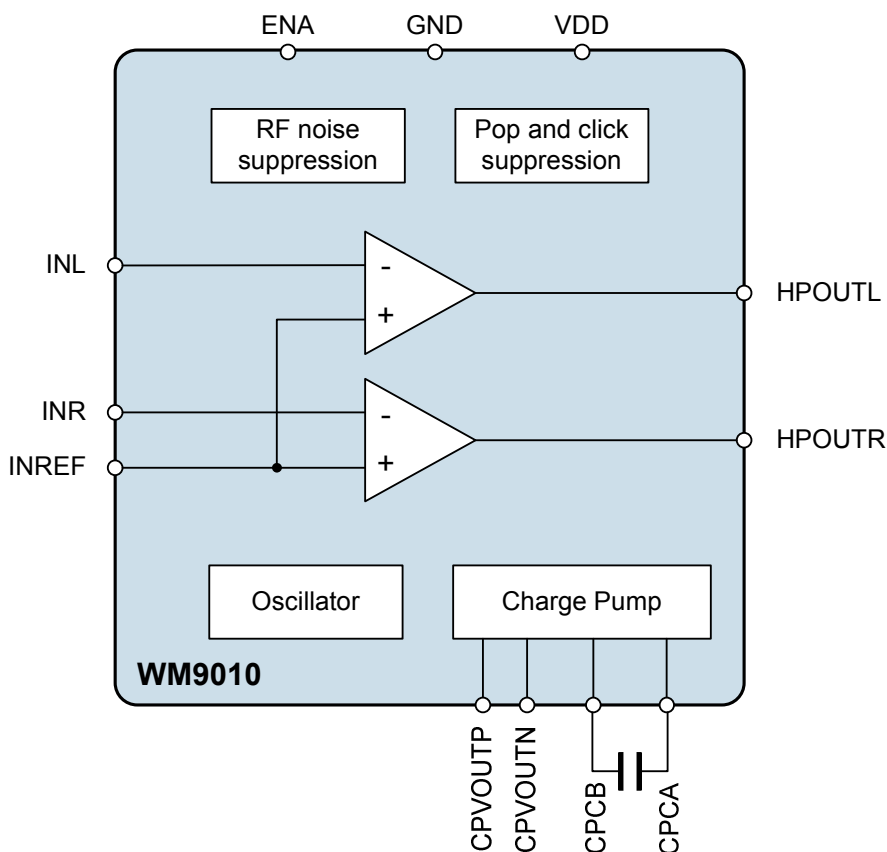 ENA
GND
VDD
RF noise
suppression
Pop and click
suppression
INL
-
+
HPOUTL
INR
-
INREF
+
HPOUTR
Oscillator
Charge Pump
WM9010
CPVOUTP
CPVOUTN
CPCB
CPCA